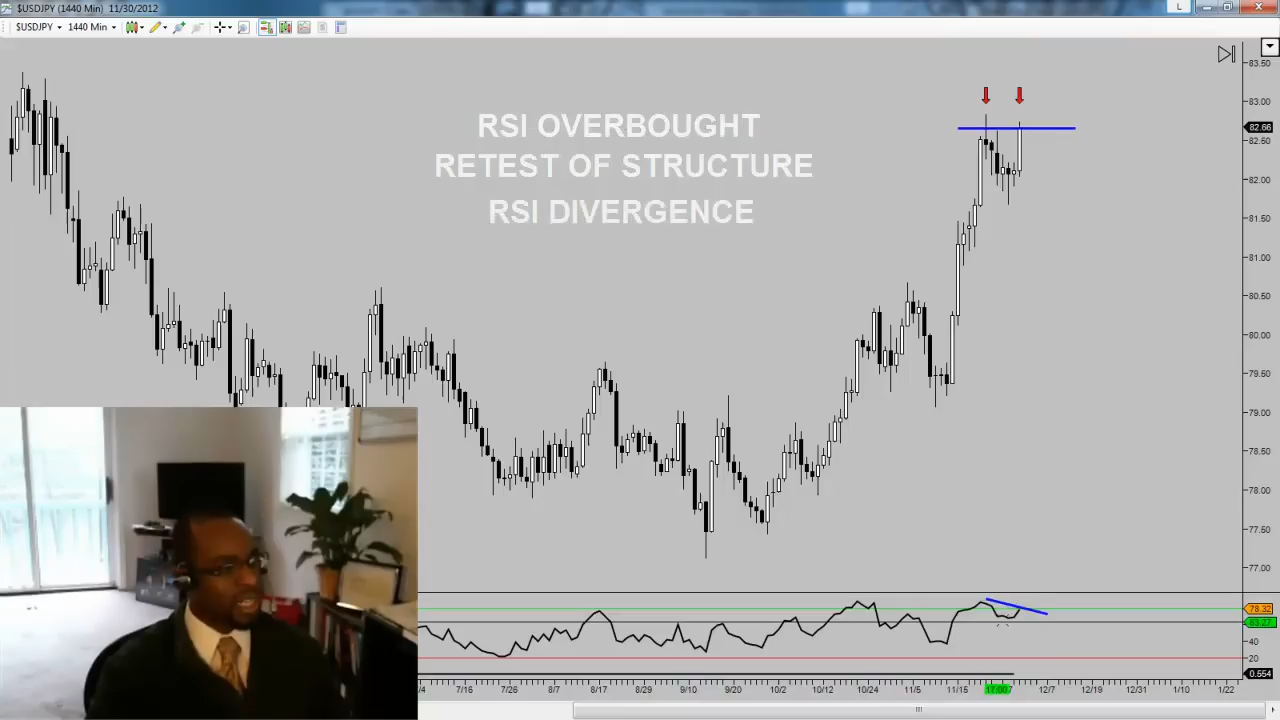 $USDJPY (1440 Min) 11/30/2012
L
$USDJPY 1440 Min
83.50
RSI OVERBOUGHT
RETEST OF STRUCTURE
RSI DIVERGENCE
83.00
82.66
82.50
82.00
81.50
81.00
80.50
80.00
79.50
79.00
78.50
78.00
77.50
77.00
78.32
63.27
40
20
0.554
7/16 7/26 8/7 8/17 8/29 9/10 9/20 10/2 10/12 10/24 11/5 11/15 17:00 12/7 12/19 12/31 1/10 1/22